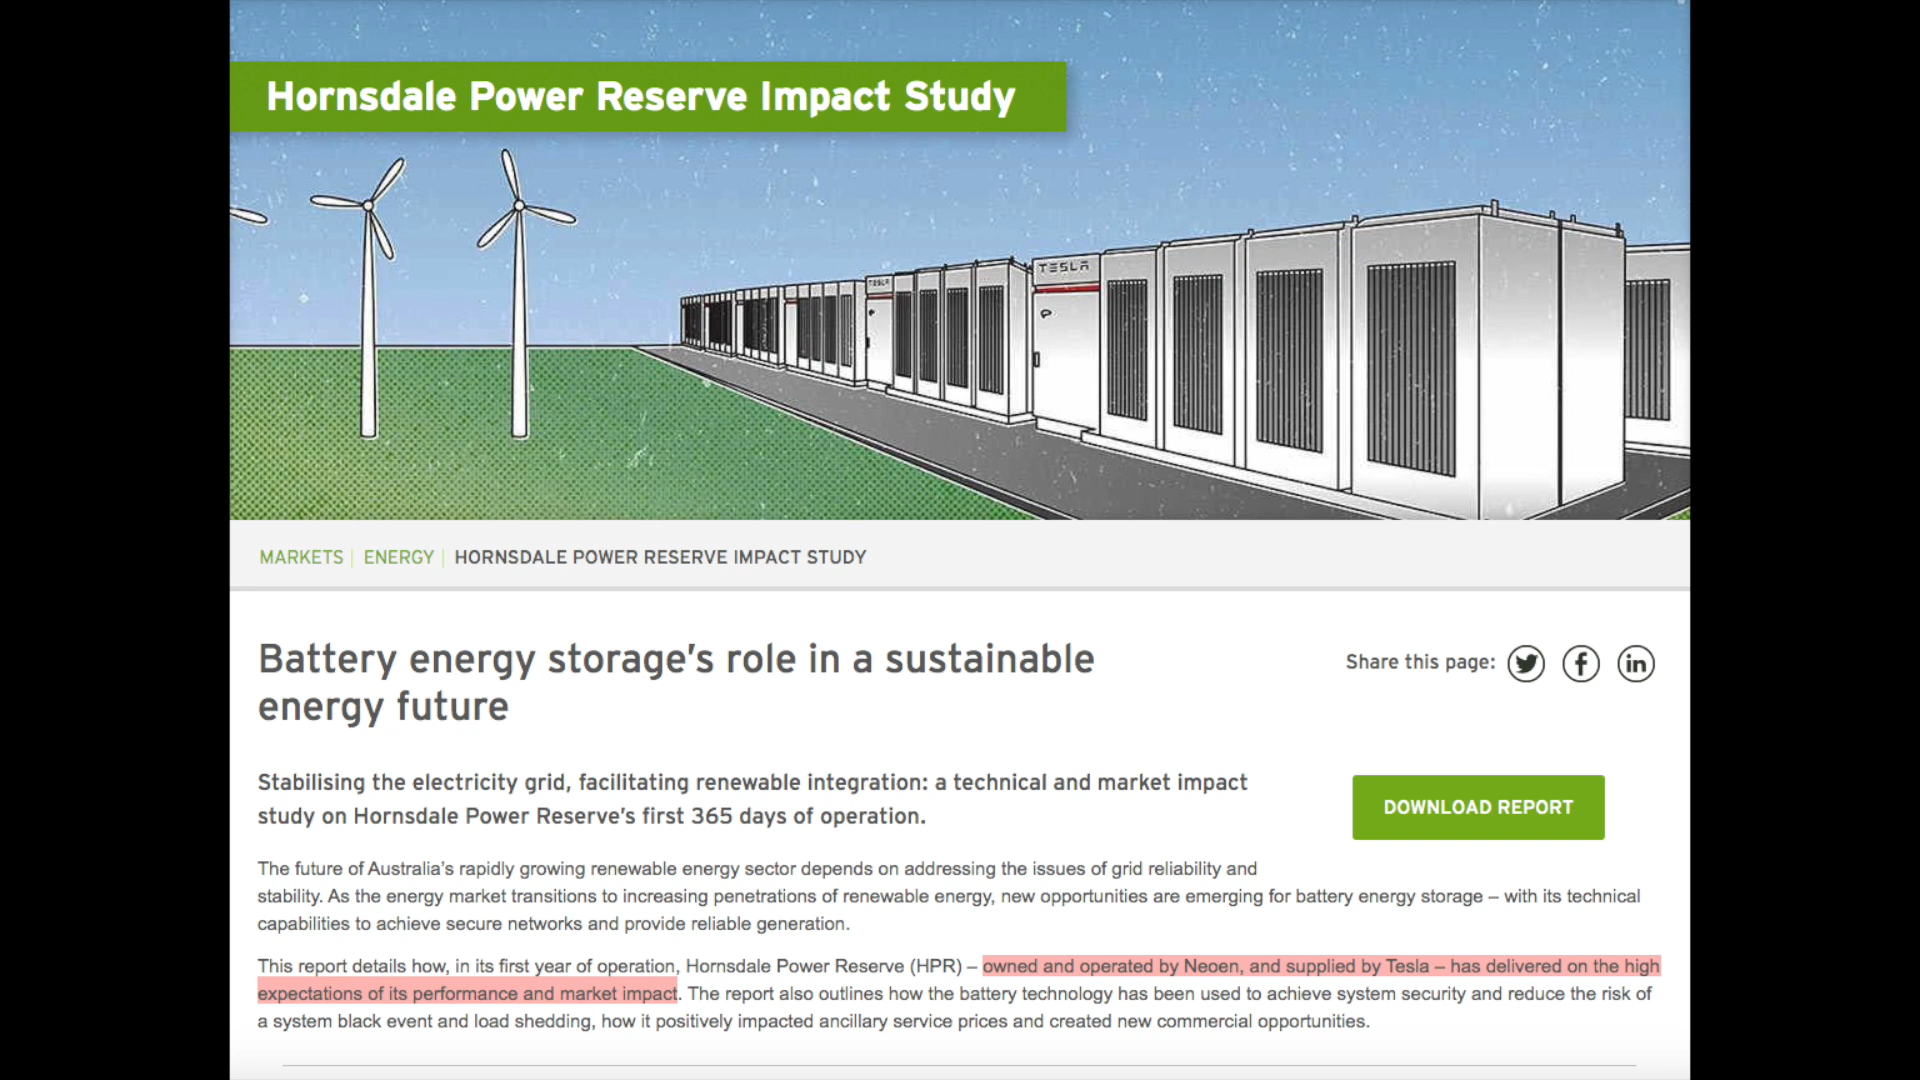 Hornsdale Power Reserve Impact Study
TESLA
TESLA
MARKETS | ENERGY | HORNSDALE POWER RESERVE IMPACT STUDY
Battery energy storage's role in a sustainable
energy future
Share this page:
Stabilising the electricity grid, facilitating renewable integration: a technical and market impact
study on Hornsdale Power Reserve's first 365 days of operation.
DOWNLOAD REPORT
The future of Australia's rapidly growing renewable energy sector depends on addressing the issues of grid reliability and
stability. As the energy market transitions to increasing penetrations of renewable energy, new opportunities are emerging for battery energy storage – with its technical
capabilities to achieve secure networks and provide reliable generation.
This report details how, in its first year of operation, Hornsdale Power Reserve (HPR) – owned and operated by Neoen, and supplied by Tesla – has delivered on the high
expectations of its performance and market impact. The report also outlines how the battery technology has been used to achieve system security and reduce the risk of
a system black event and load shedding, how it positively impacted ancillary service prices and created new commercial opportunities.